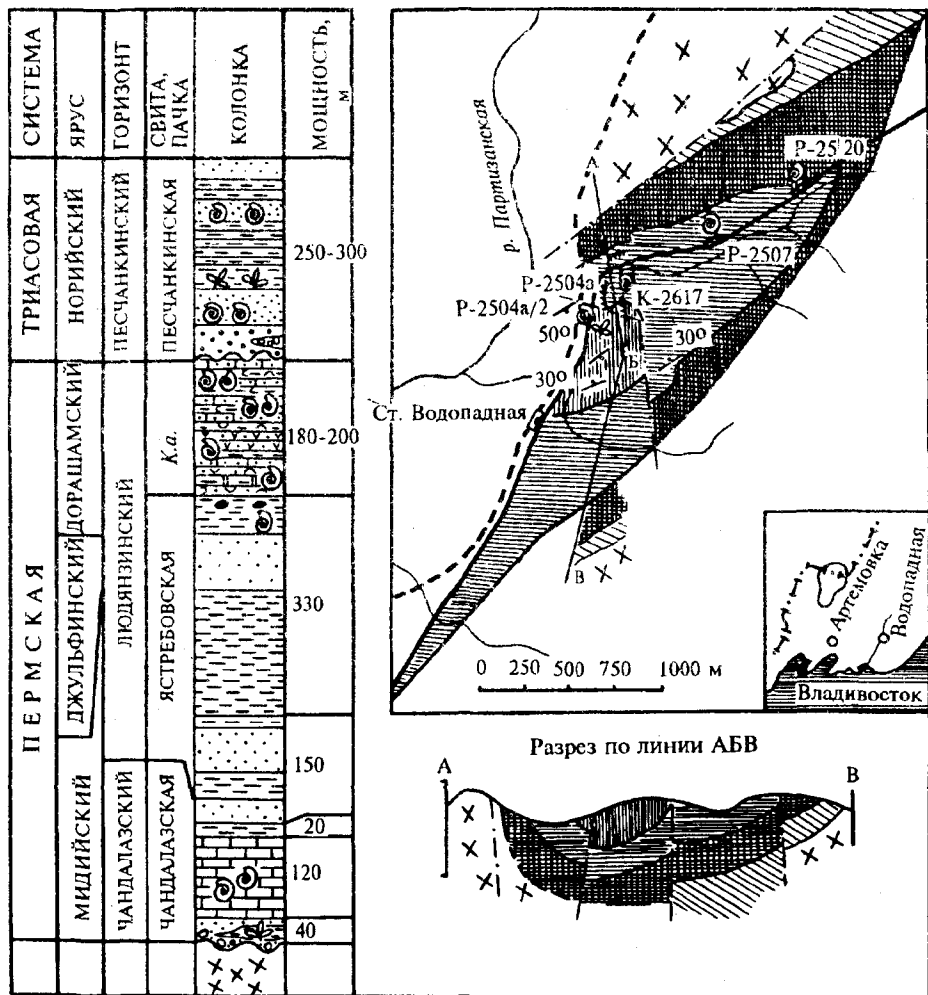 СИСТЕМА
ЯРУС
ГОРИЗОНТ
СВИТА,
ПАЧКА
КОЛОНКА
МОЩНОСТЬ,
м
ТРИАСОВАЯ
НОРИЙСКИЙ
ПЕСЧАНКИНСКИЙ
ПЕСЧАНКИНСКАЯ
250-300
ПЕРМСКАЯ
ДОРАШАМСКИЙ
ДЖУЛЬФИНСКИЙ
МИДИЙСКИЙ
ЛЮДЯНЗИНСКИЙ
ЧАНДАЛАЗСКИЙ
К.а.
ЯСТРЕБОВСКАЯ
ЧАНДАЛАЗСКАЯ
180-200
330
150
20
120
40
р. Партизанская
А
Р-2520
Р-2507
Р-2504в
Р-2504а/2
К-2617
50°
30°
Б
30°
Ст. Водопадная
В
0 250 500 750 1000 м
Артемовка
Водопадная
Владивосток
Разрез по линии АБВ
А
В